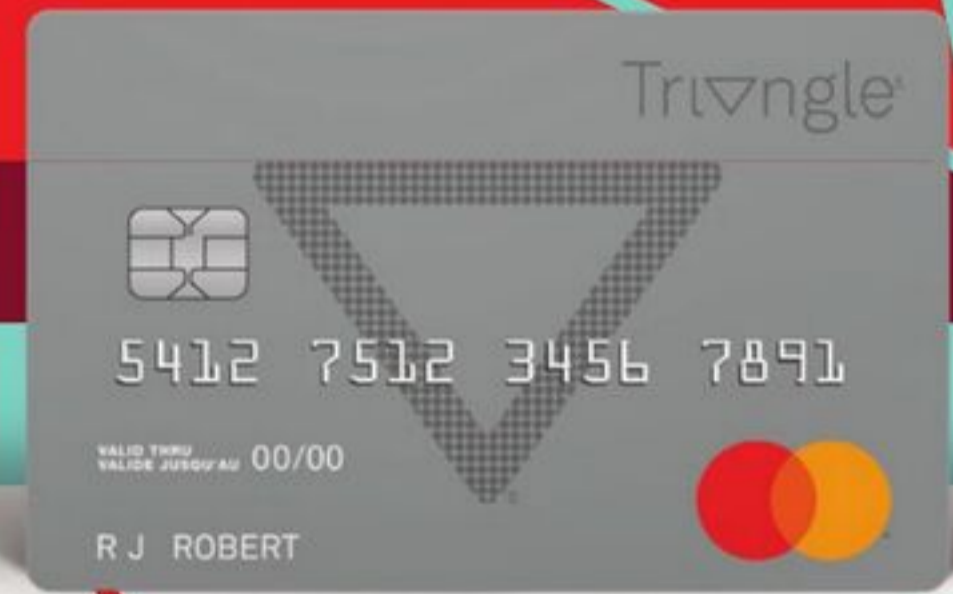 Triangle
5412 7512 3456 7891
VALID THRU
VALIDE JUSQU'AU 00/00
R J ROBERT